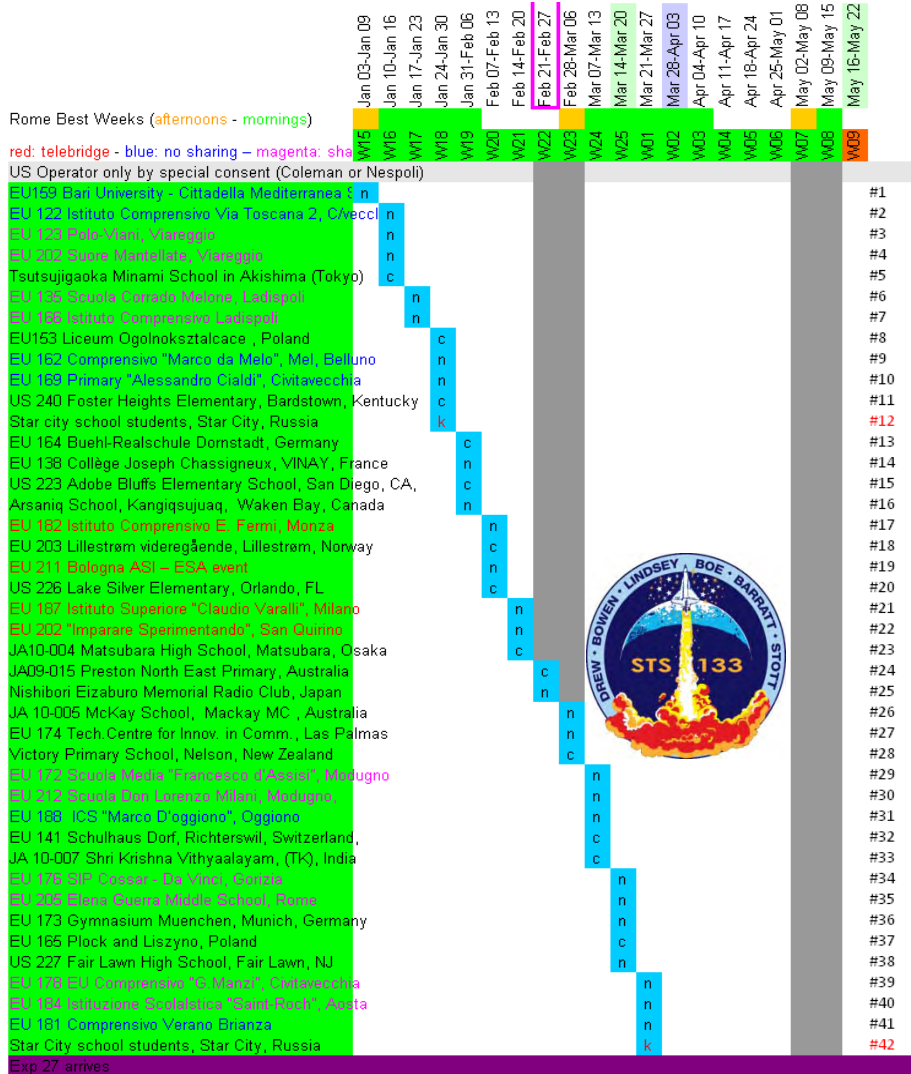 Jan 03-Jan 09
Jan 10-Jan 16
Jan 17-Jan 23
Jan 24-Jan 30
Jan 31-Feb 06
Feb 07-Feb 13
Feb 14-Feb 20
Feb 21-Feb 27
Feb 28-Mar 06
Mar 07-Mar 13
Mar 14-Mar 20
Mar 21-Mar 27
Mar 28-Apr 03
Apr 04-Apr 10
Apr 11-Apr 17
Apr 18-Apr 24
Apr 25-May 01
May 02-May 08
May 09-May 15
May 16-May 22
Rome Best Weeks (afternoons - mornings)
red: telebridge - blue: no sharing – magenta: sha
W15 W16 W17 W18 W19 W20 W21 W22 W23 W24 W25 W01 W02 W03 W04 W05 W06 W07 W08 W09
US Operator only by special consent (Coleman or Nespoli)
EU159 Bari University - Cittadella Mediterranea S n #1
EU 122 Istituto Comprensivo Via Toscana 2, C/veccl n #2
EU 123 Polo-Viani, Viareggio n #3
EU 202 Suore Mantellate, Viareggio n #4
Tsutsujigaoka Minami School in Akishima (Tokyo) c #5
EU 135 Scuola Corrado Melone, Ladispoli n #6
EU 166 Istituto Comprensivo Ladispoli n #7
EU153 Liceum Ogolnoksztalcace , Poland c #8
EU 162 Comprensivo "Marco da Melo", Mel, Belluno n #9
EU 169 Primary "Alessandro Cialdi", Civitavecchia n #10
US 240 Foster Heights Elementary, Bardstown, Kentucky c #11
Star city school students, Star City, Russia k #12
EU 164 Buehl-Realschule Dornstadt, Germany c #13
EU 138 Collège Joseph Chassigneux, VINAY, France n #14
US 223 Adobe Bluffs Elementary School, San Diego, CA, c #15
Arsaniq School, Kangiqsujuaq, Waken Bay, Canada n #16
EU 182 Istituto Comprensivo E. Fermi, Monza n #17
EU 203 Lillestrøm videregående, Lillestrøm, Norway c #18
EU 211 Bologna ASI – ESA event n #19
US 226 Lake Silver Elementary, Orlando, FL c #20
EU 187 Istituto Superiore "Claudio Varalli", Milano n #21
EU 202 "Imparare Sperimentando", San Quirino n #22
JA10-004 Matsubara High School, Matsubara, Osaka c #23
JA09-015 Preston North East Primary, Australia c #24
Nishibori Eizaburo Memorial Radio Club, Japan n #25
JA 10-005 McKay School, Mackay MC , Australia n #26
EU 174 Tech.Centre for Innov. in Comm., Las Palmas n #27
Victory Primary School, Nelson, New Zealand c #28
EU 172 Scuola Media "Francesco d'Assisi", Modugno n #29
EU 212 Scuola Don Lorenzo Milani, Modugno, n #30
EU 188 ICS "Marco D'oggiono", Oggiono n #31
EU 141 Schulhaus Dorf, Richterswil, Switzerland, c #32
JA 10-007 Shri Krishna Vithyaalayam, (TK), India c #33
EU 176 SIP Cossar - Da Vinci, Gorizia n #34
EU 205 Elena Guerra Middle School, Rome n #35
EU 173 Gymnasium Muenchen, Munich, Germany n #36
EU 165 Plock and Liszyno, Poland c #37
US 227 Fair Lawn High School, Fair Lawn, NJ n #38
EU 178 EU Comprensivo "G.Manzi", Civitavecchia n #39
EU 184 Istituzione Scolalstica "Saint-Roch", Aosta n #40
EU 181 Comprensivo Verano Brianza n #41
Star City school students, Star City, Russia k #42
Exp 27 arrives
DREW · BOWEN · LINDSEY · BOE · BARRATT · STOTT
STS 133